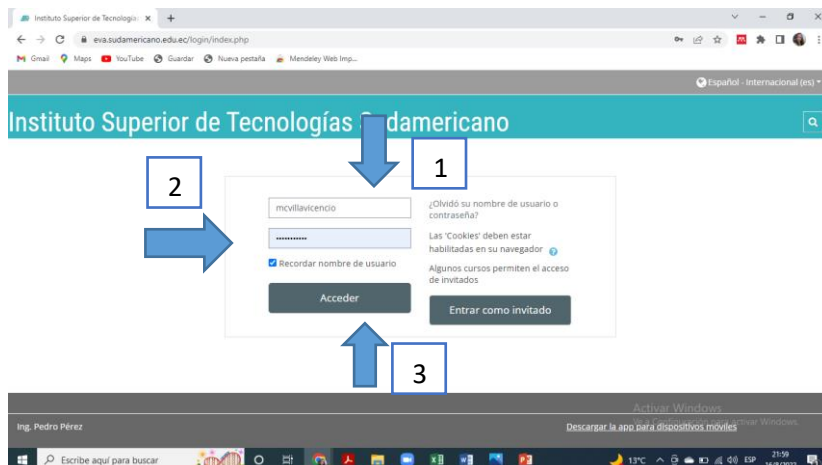 Instituto Superior de Tecnología:
eva.sudamericano.edu.ec/login/index.php
Gmail Maps YouTube Guardar Nueva pestaña Mendeley Web Imp...
Español - Internacional (es)
Instituto Superior de Tecnologías Sudamericano
1
2
mcvillavicencio
¿Olvidó su nombre de usuario o
contraseña?
Las 'Cookies' deben estar
habilitadas en su navegador
Recordar nombre de usuario
Algunos cursos permiten el acceso
de invitados
Acceder
Entrar como invitado
3
Activar Windows
Ing. Pedro Pérez
Descargar la app para dispositivos móviles
Escribe aquí para buscar
13°C
ESP
21:59